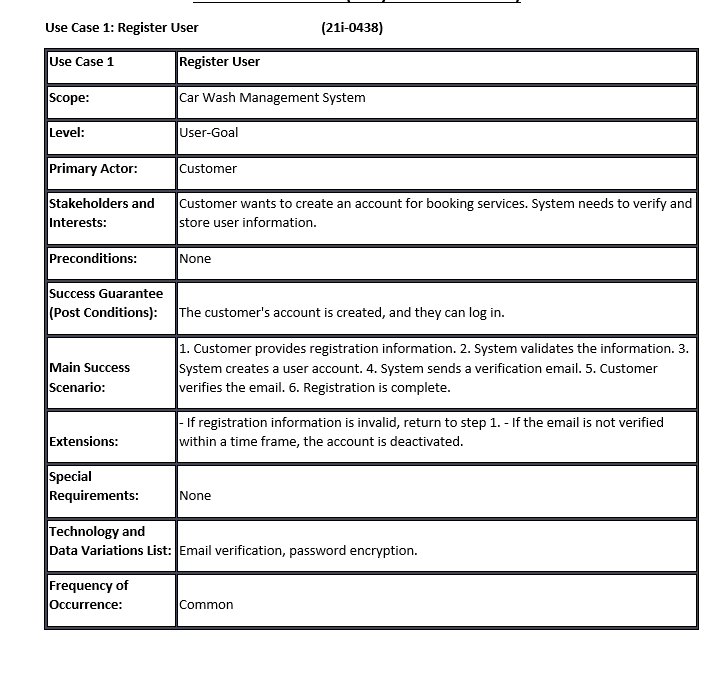 Use Case 1: Register User (21i-0438)
Use Case 1 Register User
Scope: Car Wash Management System
Level: User-Goal
Primary Actor: Customer
Stakeholders and Interests: Customer wants to create an account for booking services. System needs to verify and
store user information.
Preconditions: None
Success Guarantee
(Post Conditions): The customer's account is created, and they can log in.
Main Success
Scenario:
1. Customer provides registration information. 2. System validates the information. 3.
System creates a user account. 4. System sends a verification email. 5. Customer
verifies the email. 6. Registration is complete.
Extensions:
- If registration information is invalid, return to step 1. - If the email is not verified
within a time frame, the account is deactivated.
Special
Requirements: None
Technology and
Data Variations List: Email verification, password encryption.
Frequency of
Occurrence: Common